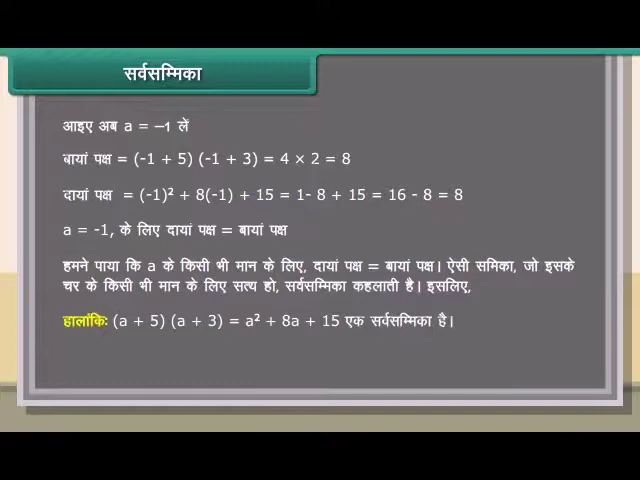 सर्वसम्मिका
आइए अब a = –1 लें
बायां पक्ष = (-1 + 5) (-1 + 3) = 4 × 2 = 8
दायां पक्ष = (-1)² + 8(-1) + 15 = 1- 8 + 15 = 16 - 8 = 8
a = -1, के लिए दायां पक्ष = बायां पक्ष
हमने पाया कि a के किसी भी मान के लिए, दायां पक्ष = बायां पक्ष। ऐसी समिका, जो इसके
चर के किसी भी मान के लिए सत्य हो, सर्वसम्मिका कहलाती है। इसलिए,
हालांकिः (a + 5) (a + 3) = a² + 8a + 15 एक सर्वसम्मिका है।